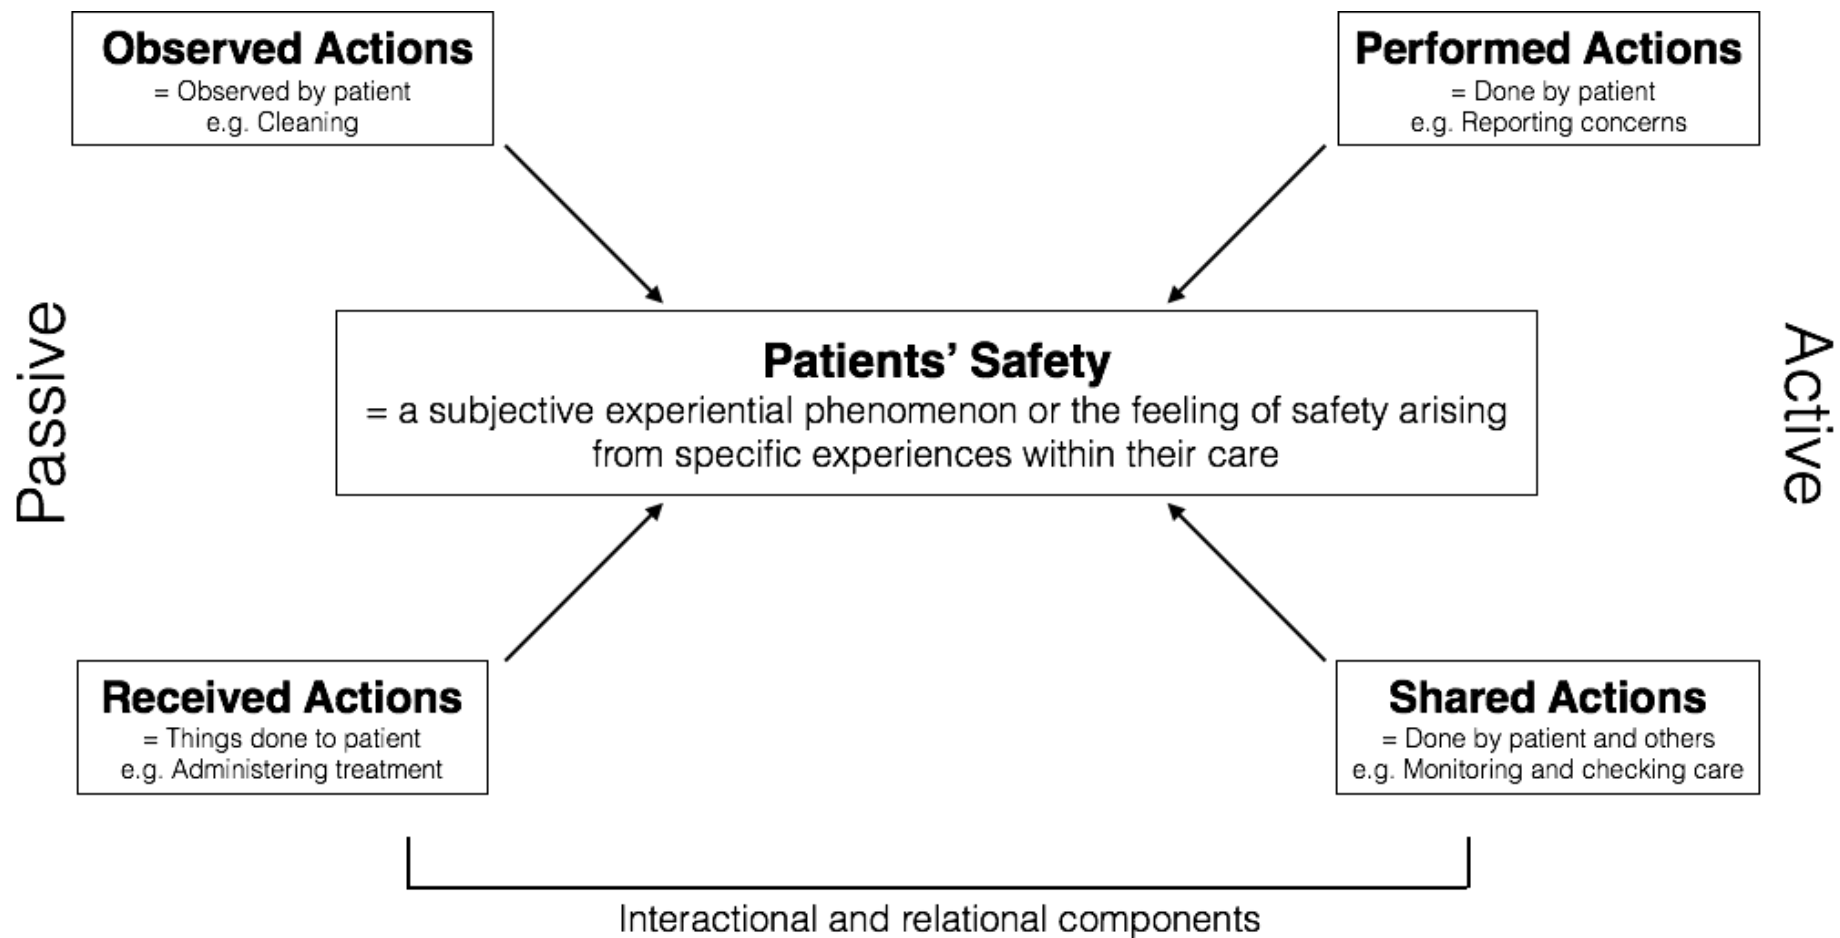 Observed Actions
= Observed by patient
e.g. Cleaning
Performed Actions
= Done by patient
e.g. Reporting concerns
Passive
Patients’ Safety
= a subjective experiential phenomenon or the feeling of safety arising
from specific experiences within their care
Active
Received Actions
= Things done to patient
e.g. Administering treatment
Shared Actions
= Done by patient and others
e.g. Monitoring and checking care
Interactional and relational components